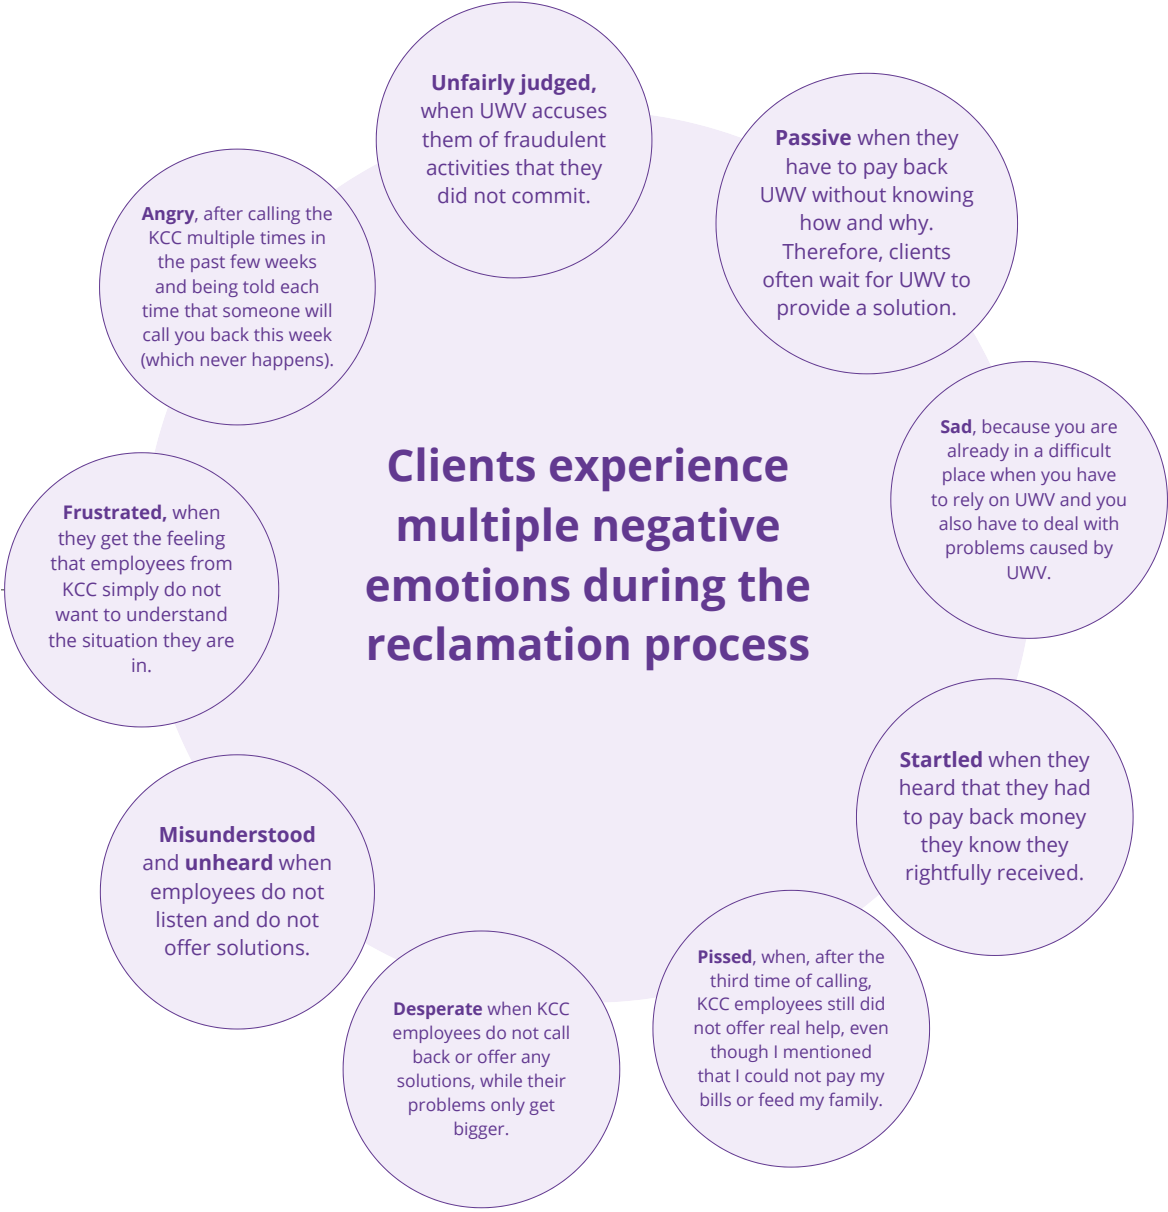 Unfairly judged,
when UWV accuses
them of fraudulent
activities that they
did not commit.
Passive when they
have to pay back
UWV without knowing
how and why.
Therefore, clients
often wait for UWV to
provide a solution.
Angry, after calling the
KCC multiple times in
the past few weeks
and being told each
time that someone will
call you back this week
(which never happens).
Sad, because you are
already in a difficult
place when you have
to rely on UWV and you
also have to deal with
problems caused by
UWV.
Clients experience
multiple negative
emotions during the
reclamation process
Frustrated, when
they get the feeling
that employees from
KCC simply do not
want to understand
the situation they are
in.
Startled when they
heard that they had
to pay back money
they know they
rightfully received.
Misunderstood
and unheard when
employees do not
listen and do not
offer solutions.
Pissed, when, after the
third time of calling,
KCC employees still did
not offer real help, even
though I mentioned
that I could not pay my
bills or feed my family.
Desperate when KCC
employees do not call
back or offer any
solutions, while their
problems only get
bigger.